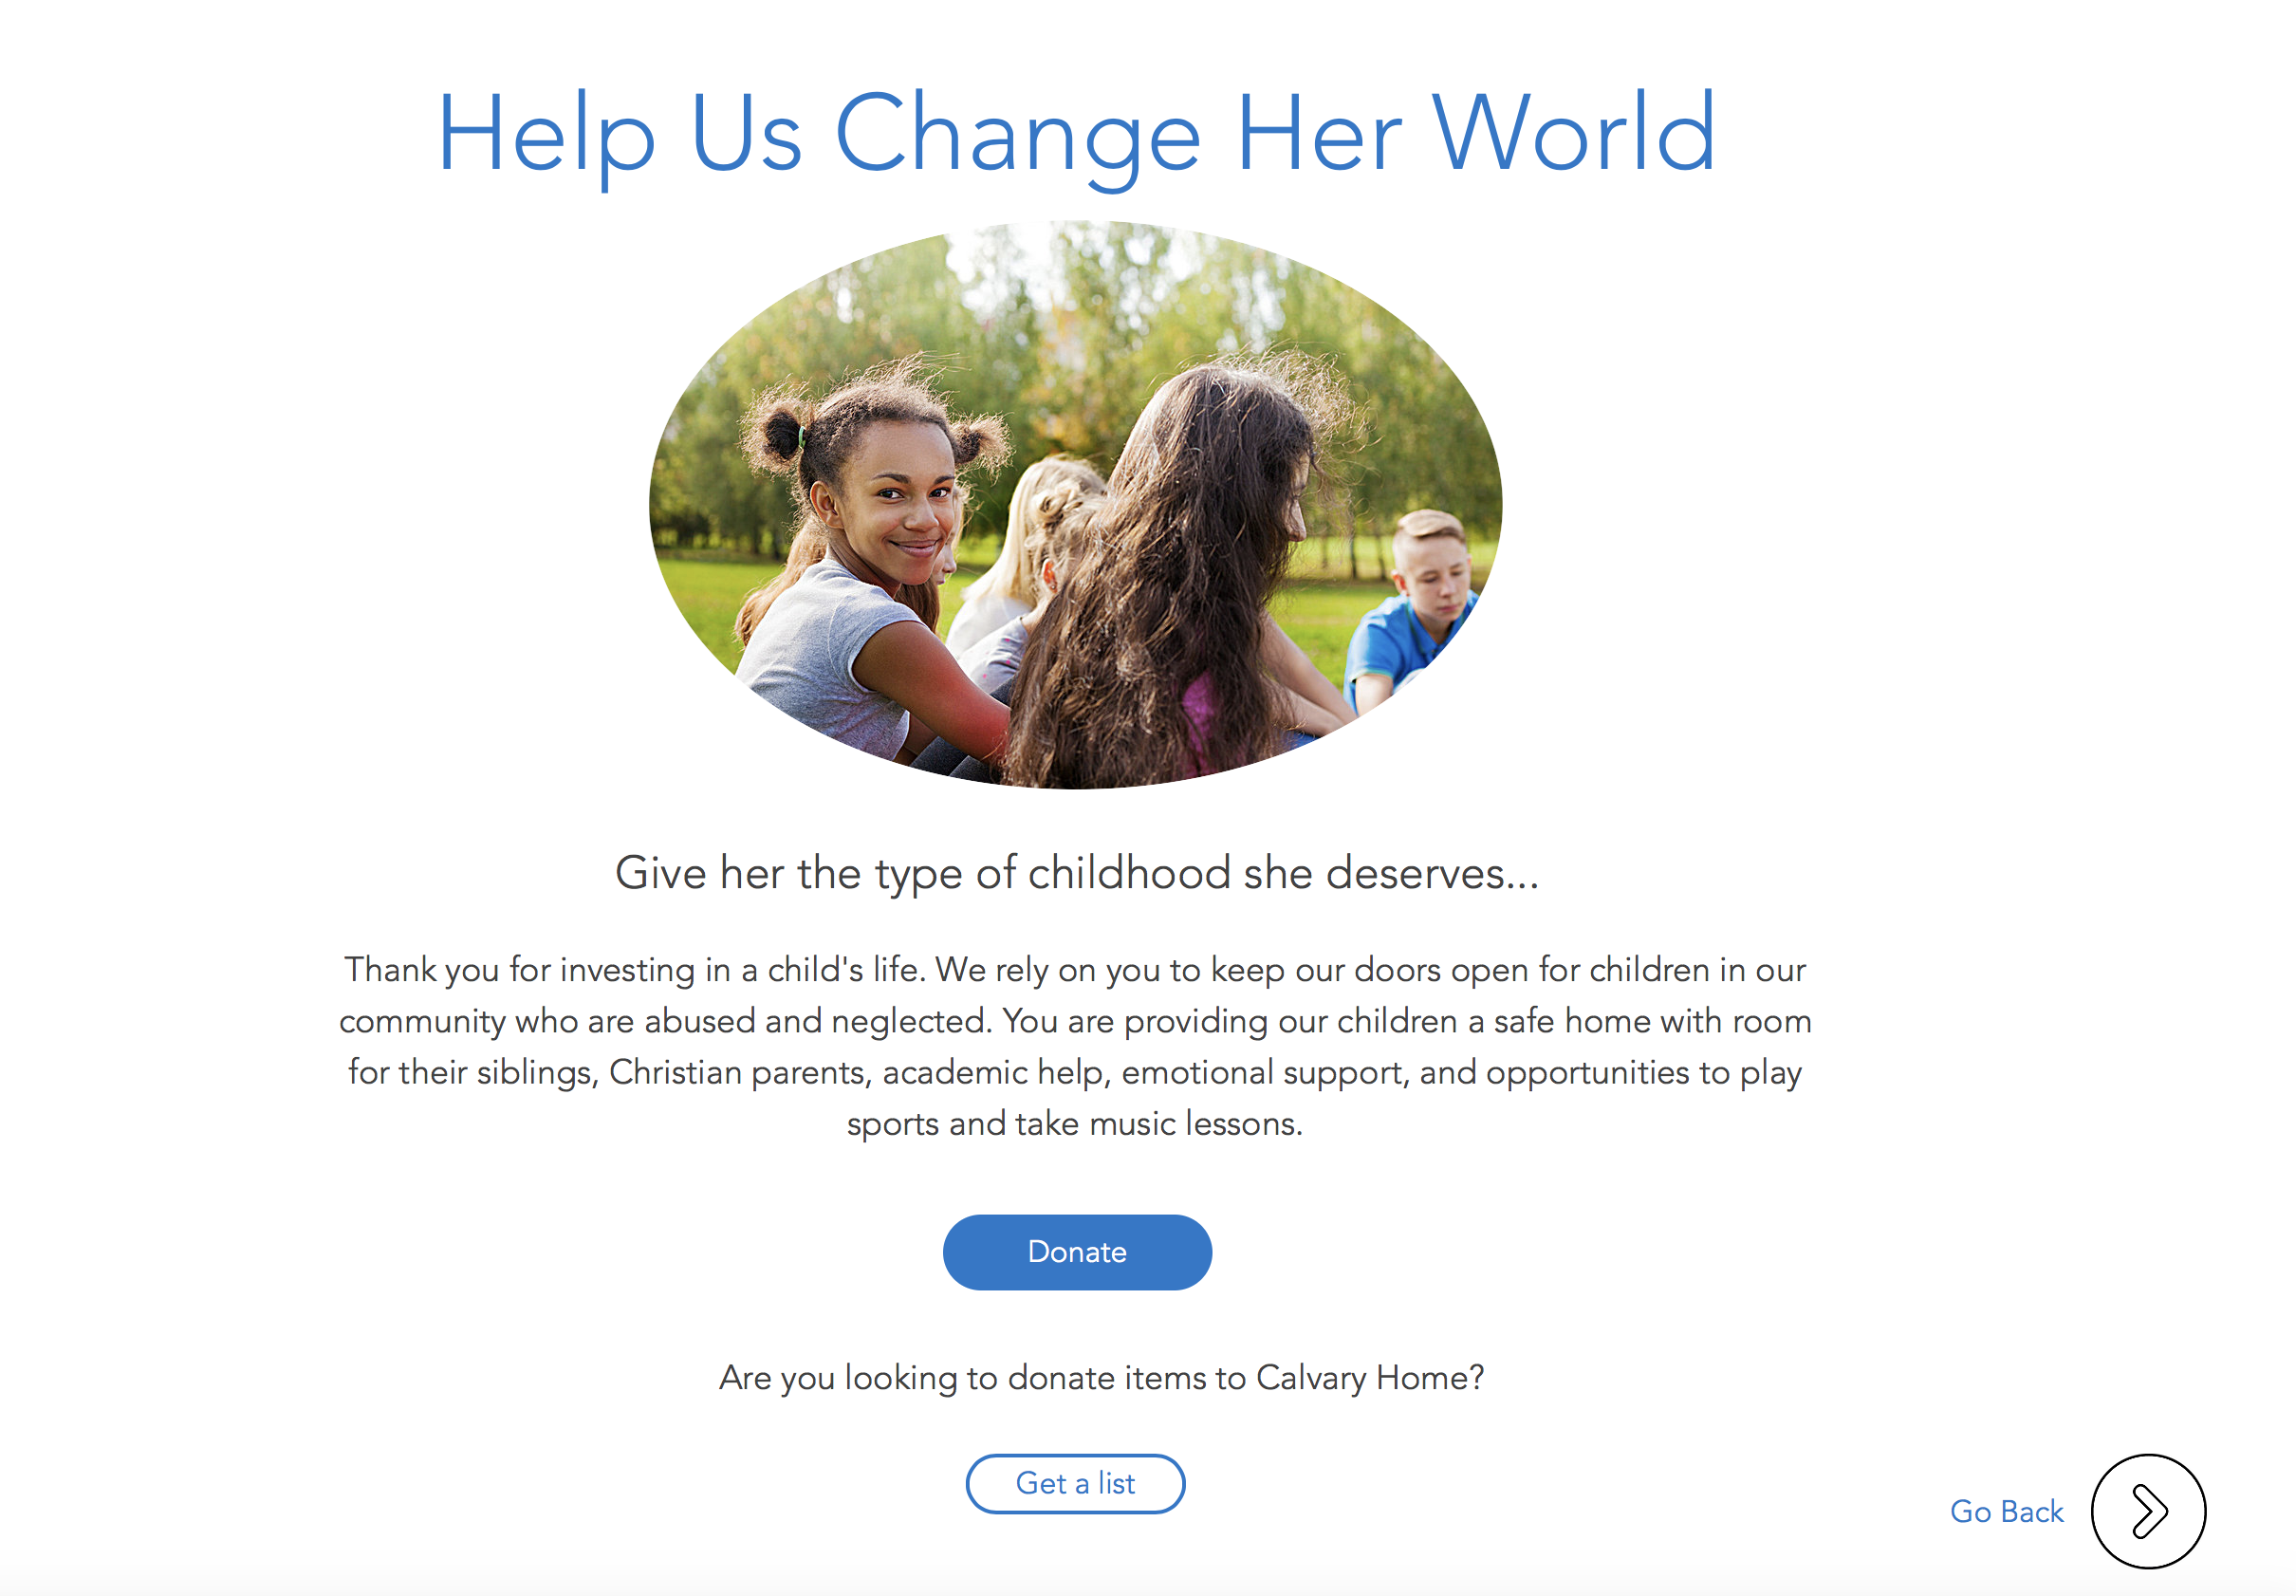 Help Us Change Her World
Give her the type of childhood she deserves...
Thank you for investing in a child's life. We rely on you to keep our doors open for children in our
community who are abused and neglected. You are providing our children a safe home with room
for their siblings, Christian parents, academic help, emotional support, and opportunities to play
sports and take music lessons.
Donate
Are you looking to donate items to Calvary Home?
Get a list
Go Back